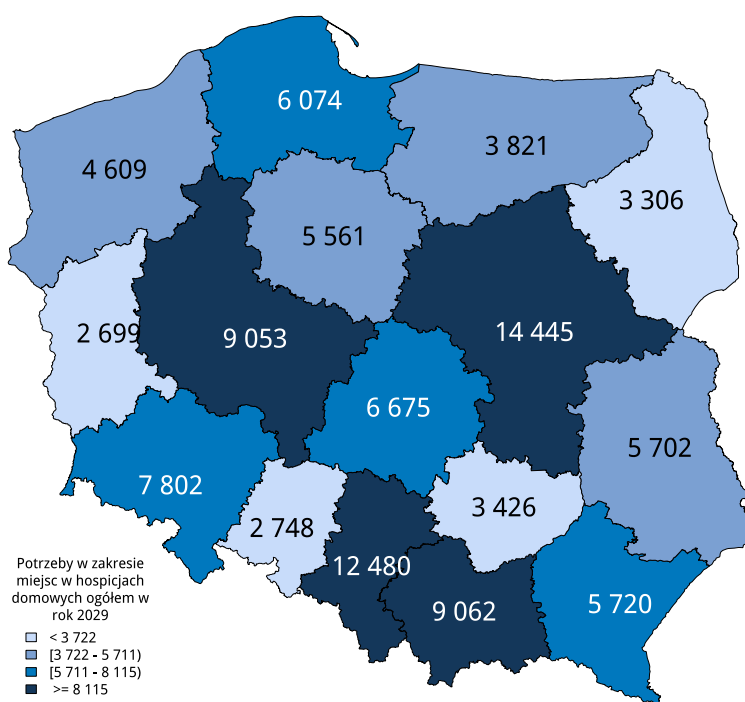 6 074
3 821
4 609
3 306
5 561
2 699
9 053
14 445
6 675
5 702
7 802
3 426
2 748
12 480
9 062
5 720
Potrzeby w zakresie
miejsc w hospicjach
domowych ogółem w
rok 2029
< 3 722
[3 722 - 5 711)
[5 711 - 8 115)
>= 8 115